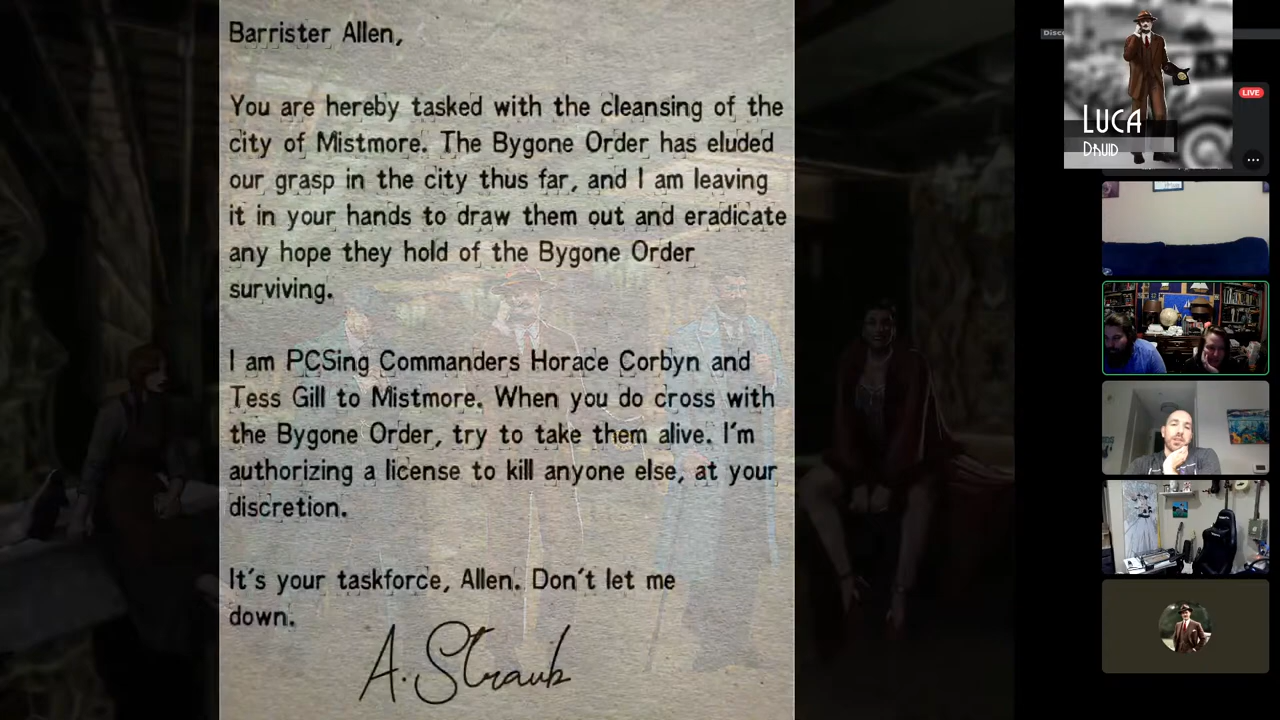 Barrister Allen,
You are hereby tasked with the cleansing of the
city of Mistmore. The Bygone Order has eluded
our grasp in the city thus far, and I am leaving
it in your hands to draw them out and eradicate
any hope they hold of the Bygone Order
surviving.
I am PCSing Commanders Horace Corbyn and
Tess Gill to Mistmore. When you do cross with
the Bygone Order, try to take them alive. I'm
authorizing a license to kill anyone else, at your
discretion.
It's your taskforce, Allen. Don't let me
down.
A. Straub
Disc
LUCA
DAVID
LIVE